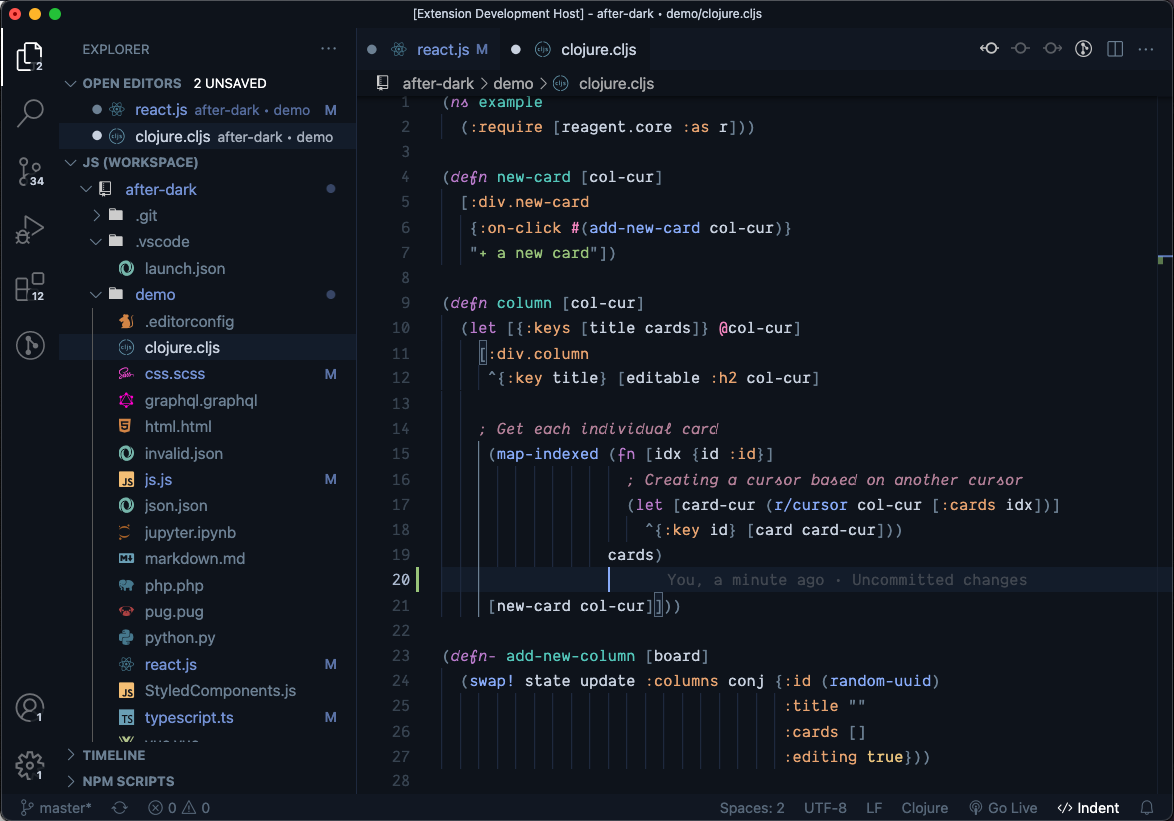 [Extension Development Host] - after-dark • demo/clojure.cljs
EXPLORER
OPEN EDITORS 2 UNSAVED
react.js after-dark • demo M
clojure.cljs after-dark • demo
JS (WORKSPACE)
after-dark
.git
.vscode
launch.json
demo
.editorconfig
clojure.cljs
css.scss M
graphql.graphql
html.html
invalid.json
js.js M
json.json
jupyter.ipynb
markdown.md
php.php
pug.pug
python.py
react.js M
StyledComponents.js
typescript.ts M
TIMELINE
NPM SCRIPTS
2
34
12
1
1
react.js M clojure.cljs
after-dark > demo > clojure.cljs
1 (ns example
2 (:require [reagent.core :as r]))
3
4 (defn new-card [col-cur]
5 [:div.new-card
6 {:on-click #(add-new-card col-cur)}
7 "+ a new card"])
8
9 (defn column [col-cur]
10 (let [{:keys [title cards]} @col-cur]
11 [:div.column
12 ^{:key title} [editable :h2 col-cur]
13
14 ; Get each individual card
15 (map-indexed (fn [idx {id :id}]
16 ; Creating a cursor based on another cursor
17 (let [card-cur (r/cursor col-cur [:cards idx])]
18 ^{:key id} [card card-cur]))
19 cards)
20 You, a minute ago • Uncommitted changes
21 [new-card col-cur]]))
22
23 (defn- add-new-column [board]
24 (swap! state update :columns conj {:id (random-uuid)
25 :title ""
26 :cards []
27 :editing true}))
28
master* 0 0 Spaces: 2 UTF-8 LF Clojure Go Live </> Indent